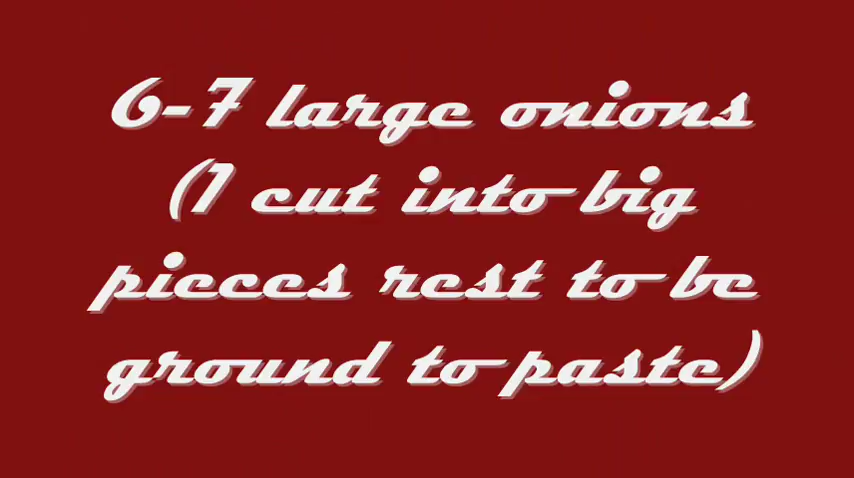 6-7 large onions
(1 cut into big
pieces rest to be
ground to paste)